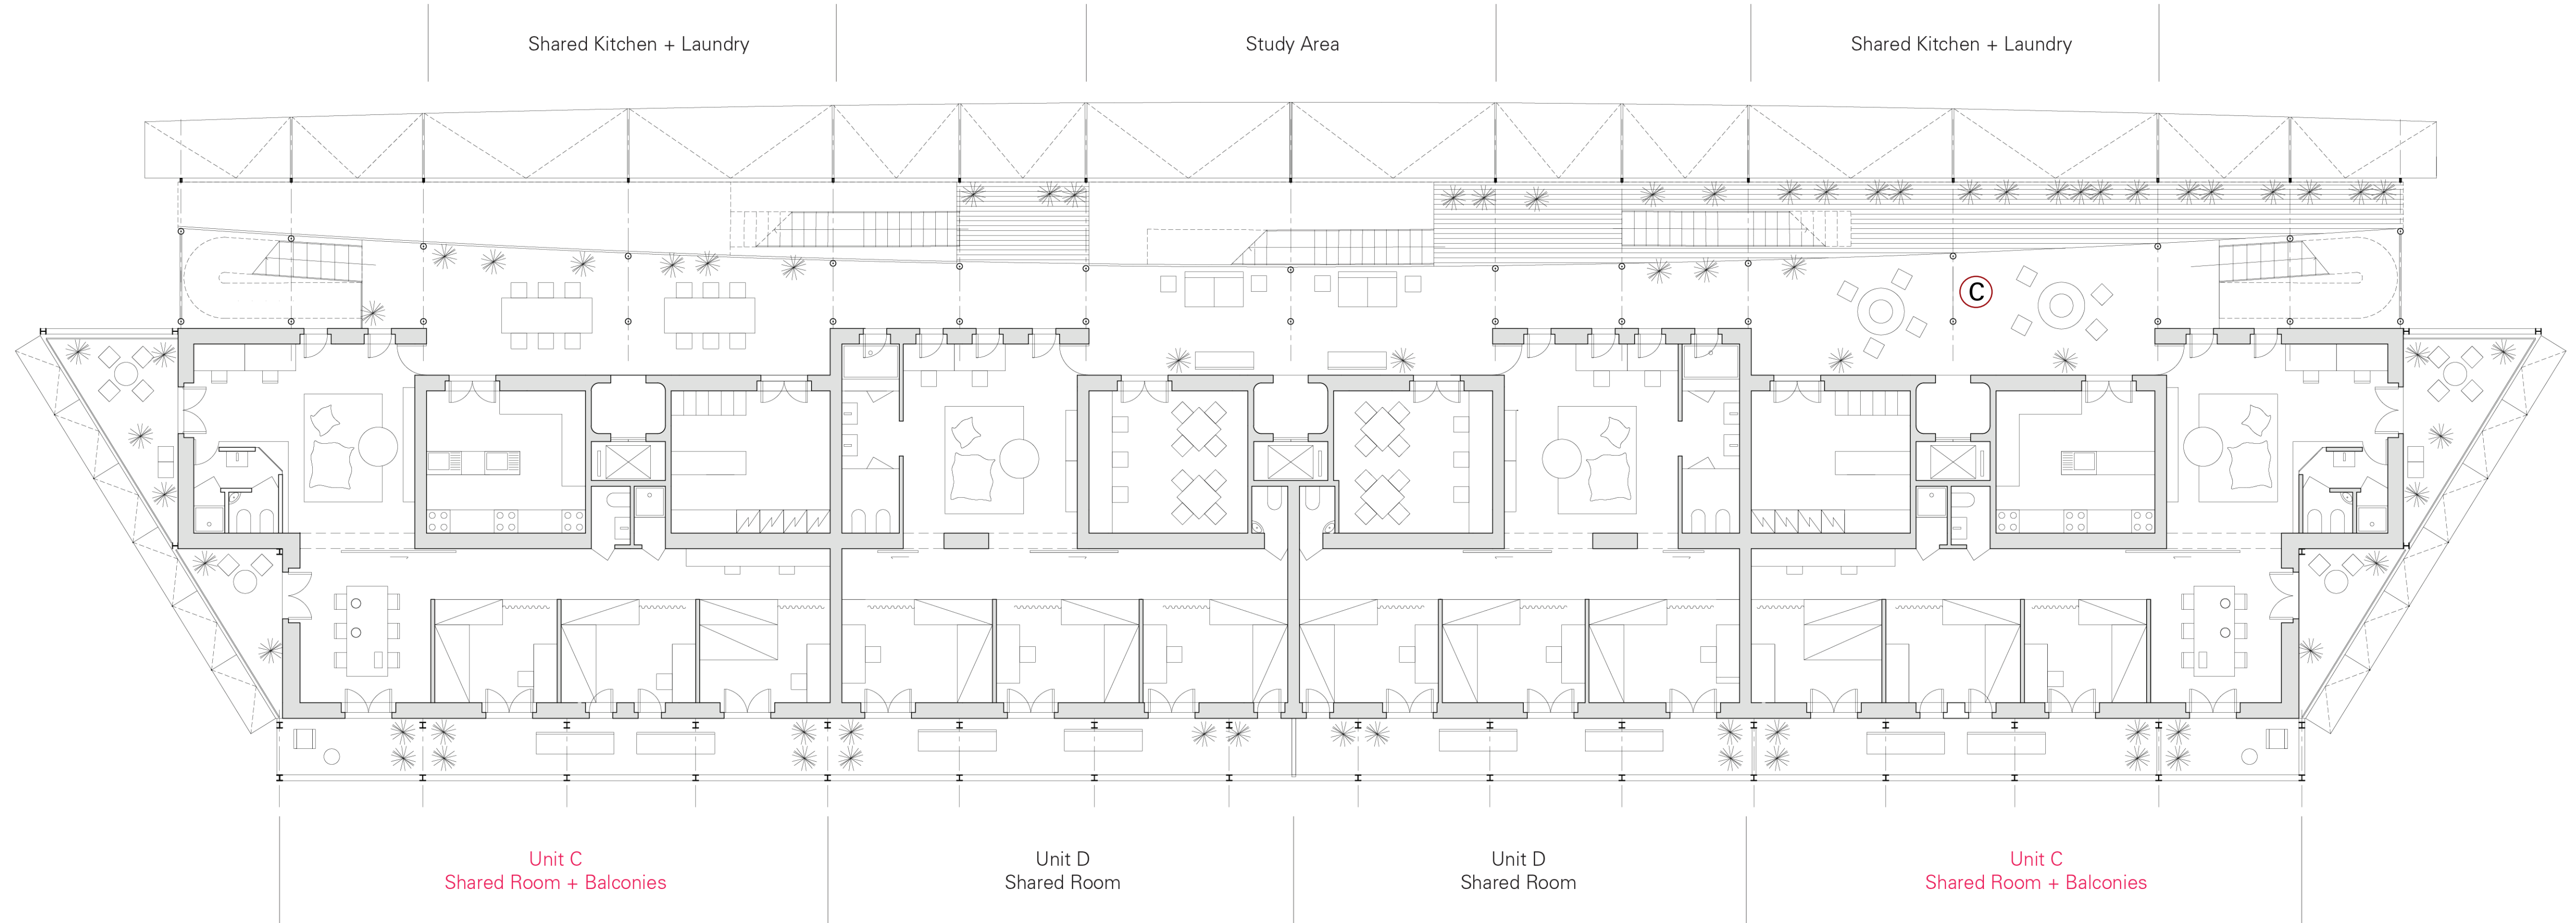 Shared Kitchen + Laundry
Study Area
Shared Kitchen + Laundry
C
Unit C
Shared Room + Balconies
Unit D
Shared Room
Unit D
Shared Room
Unit C
Shared Room + Balconies